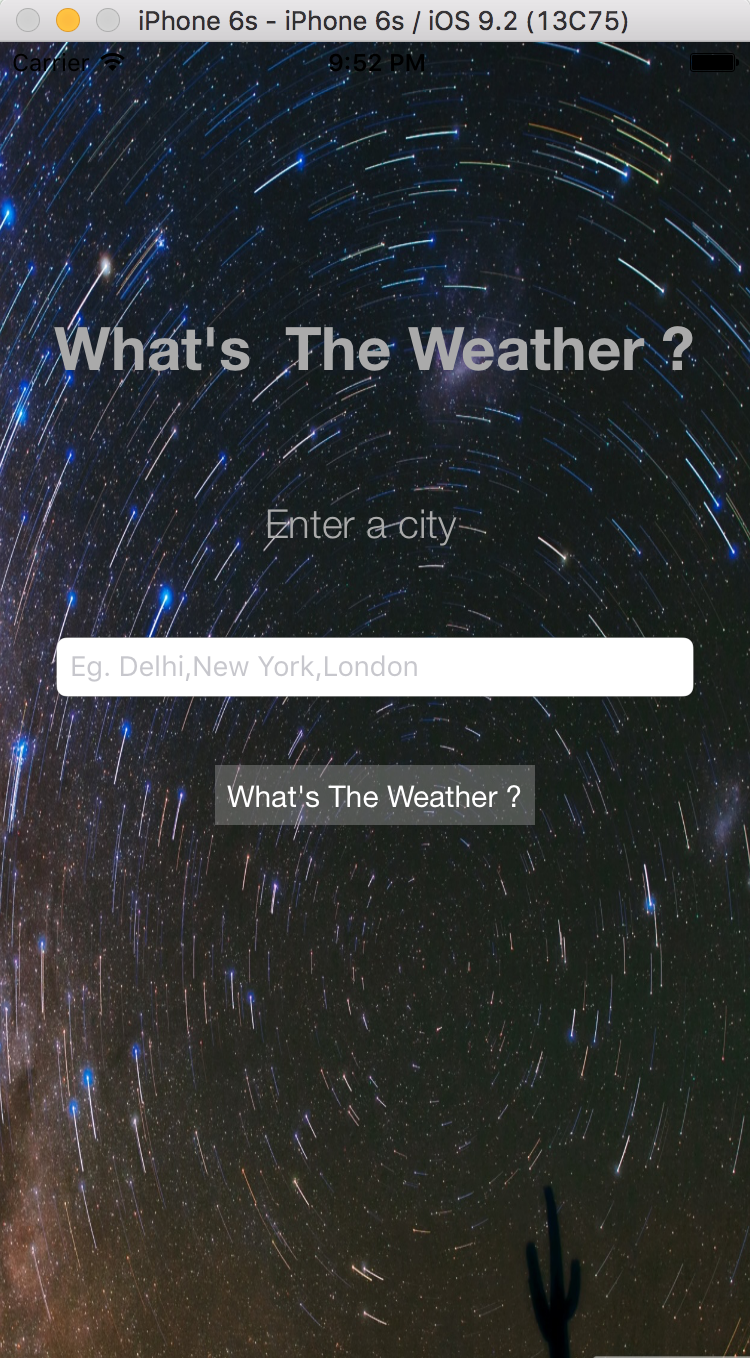 iPhone 6s - iPhone 6s / iOS 9.2 (13C75)
Carrier 9:52 PM
What's The Weather ?
Enter a city
Eg. Delhi,New York,London
What's The Weather ?